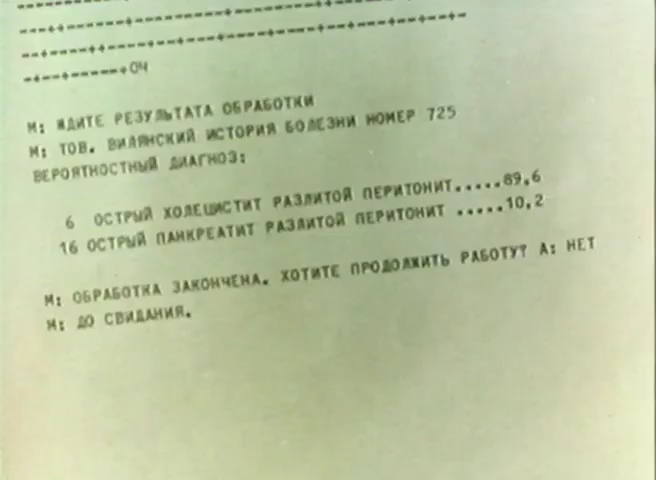 --+--+-----+ОЧ
М: ЖДИТЕ РЕЗУЛЬТАТА ОБРАБОТКИ
М: ТОВ. ВИЛЯНСКИЙ ИСТОРИЯ БОЛЕЗНИ НОМЕР 725
ВЕРОЯТНОСТНЫЙ ДИАГНОЗ:
6 ОСТРЫЙ ХОЛЕЦИСТИТ РАЗЛИТОЙ ПЕРИТОНИТ.....89,6
16 ОСТРЫЙ ПАНКРЕАТИТ РАЗЛИТОЙ ПЕРИТОНИТ .....10,2
М: ОБРАБОТКА ЗАКОНЧЕНА. ХОТИТЕ ПРОДОЛЖИТЬ РАБОТУ? А: НЕТ
М: ДО СВИДАНИЯ.